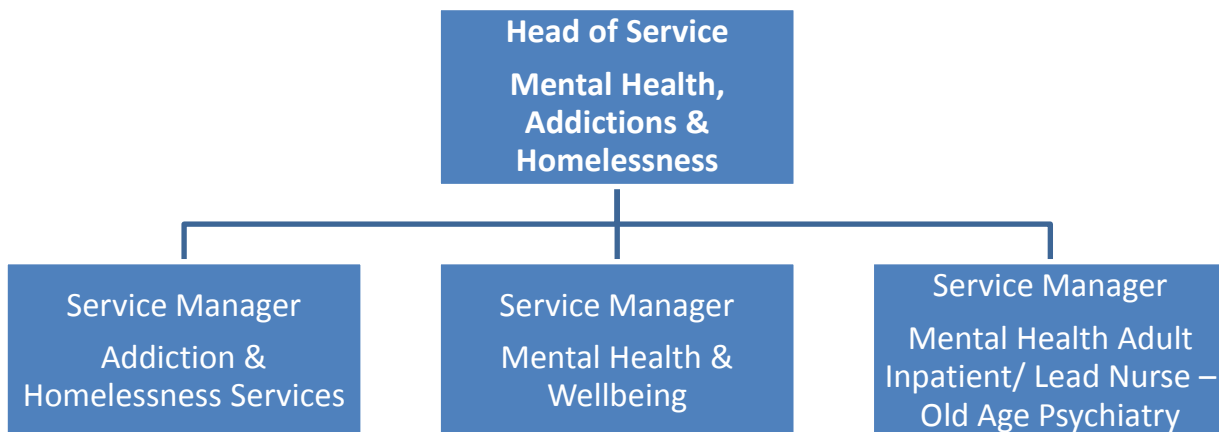 Head of Service
Mental Health,
Addictions &
Homelessness
Service Manager
Addiction &
Homelessness Services
Service Manager
Mental Health &
Wellbeing
Service Manager
Mental Health Adult
Inpatient/ Lead Nurse –
Old Age Psychiatry